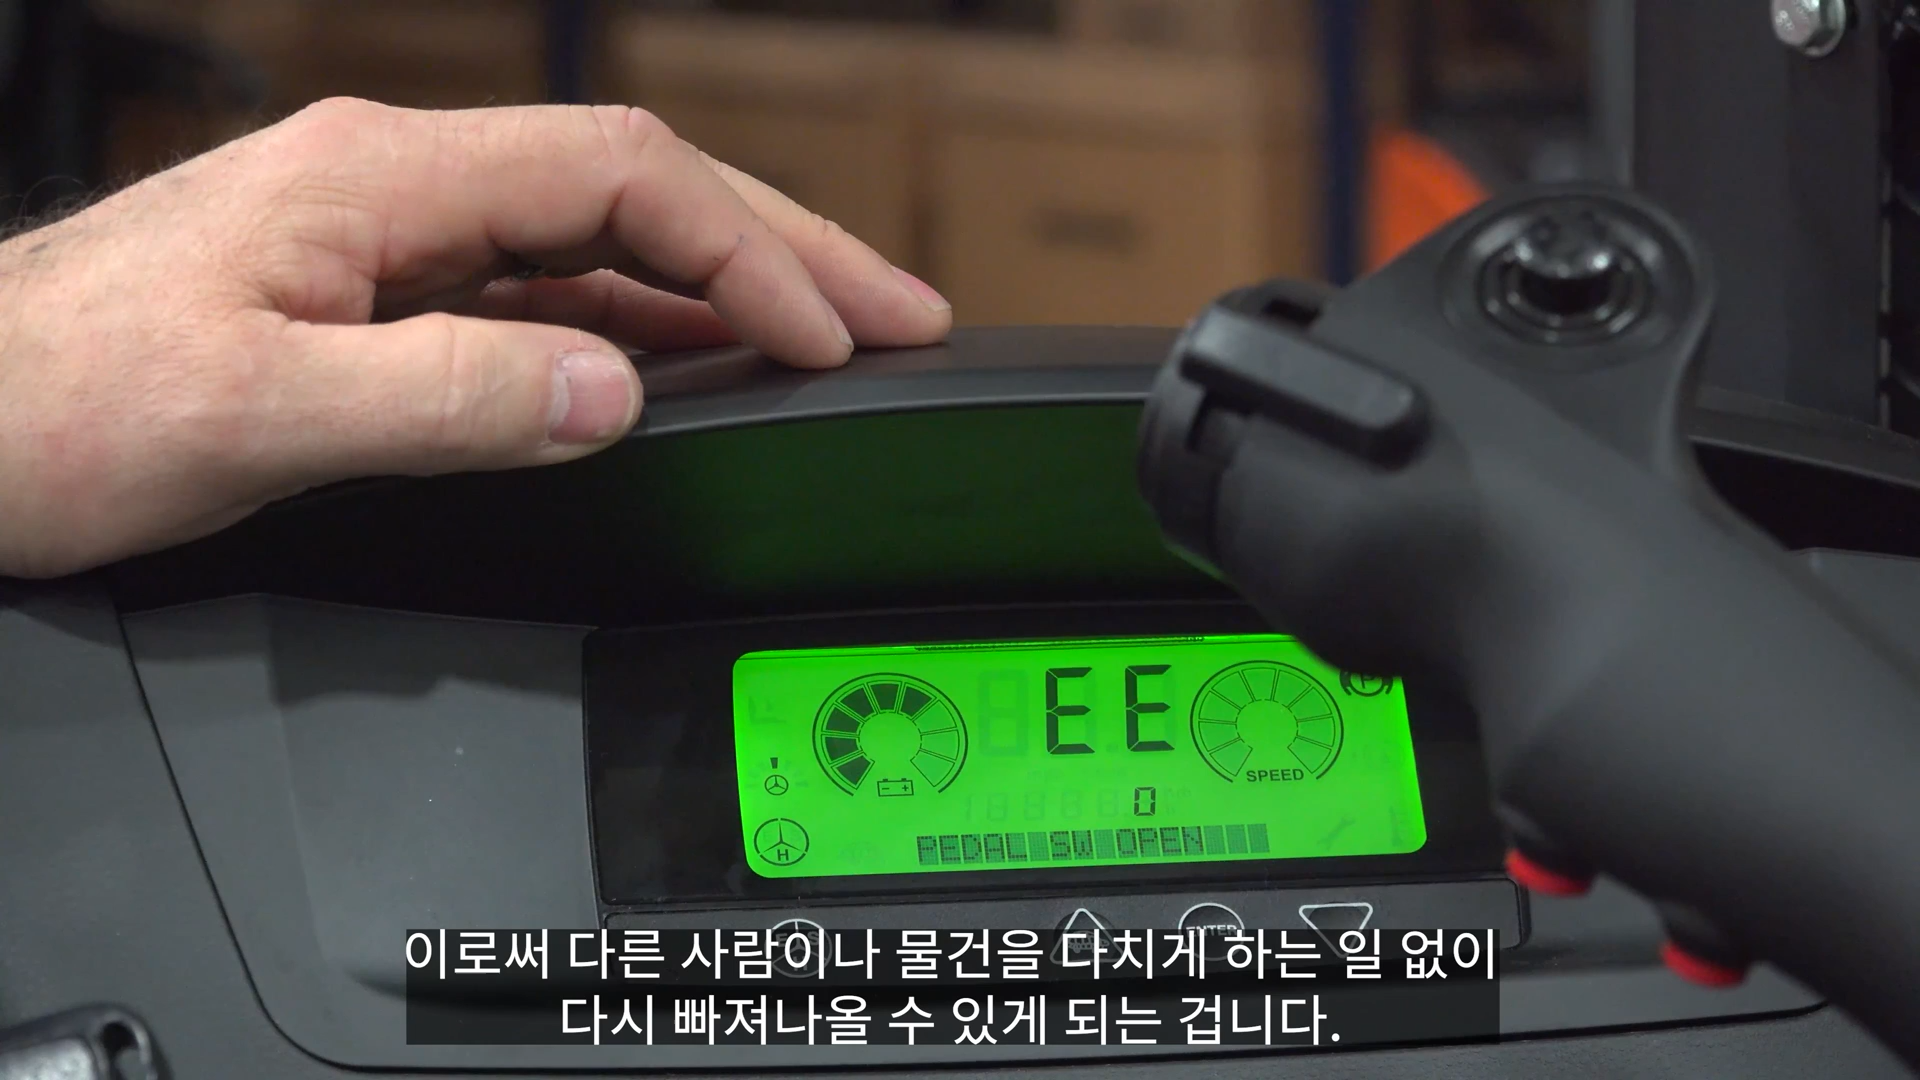 EE
P
SPEED
0
H
PEDAL SW OPEN
ENTER
이로써 다른 사람이나 물건을 다치게 하는 일 없이
다시 빠져나올 수 있게 되는 겁니다.